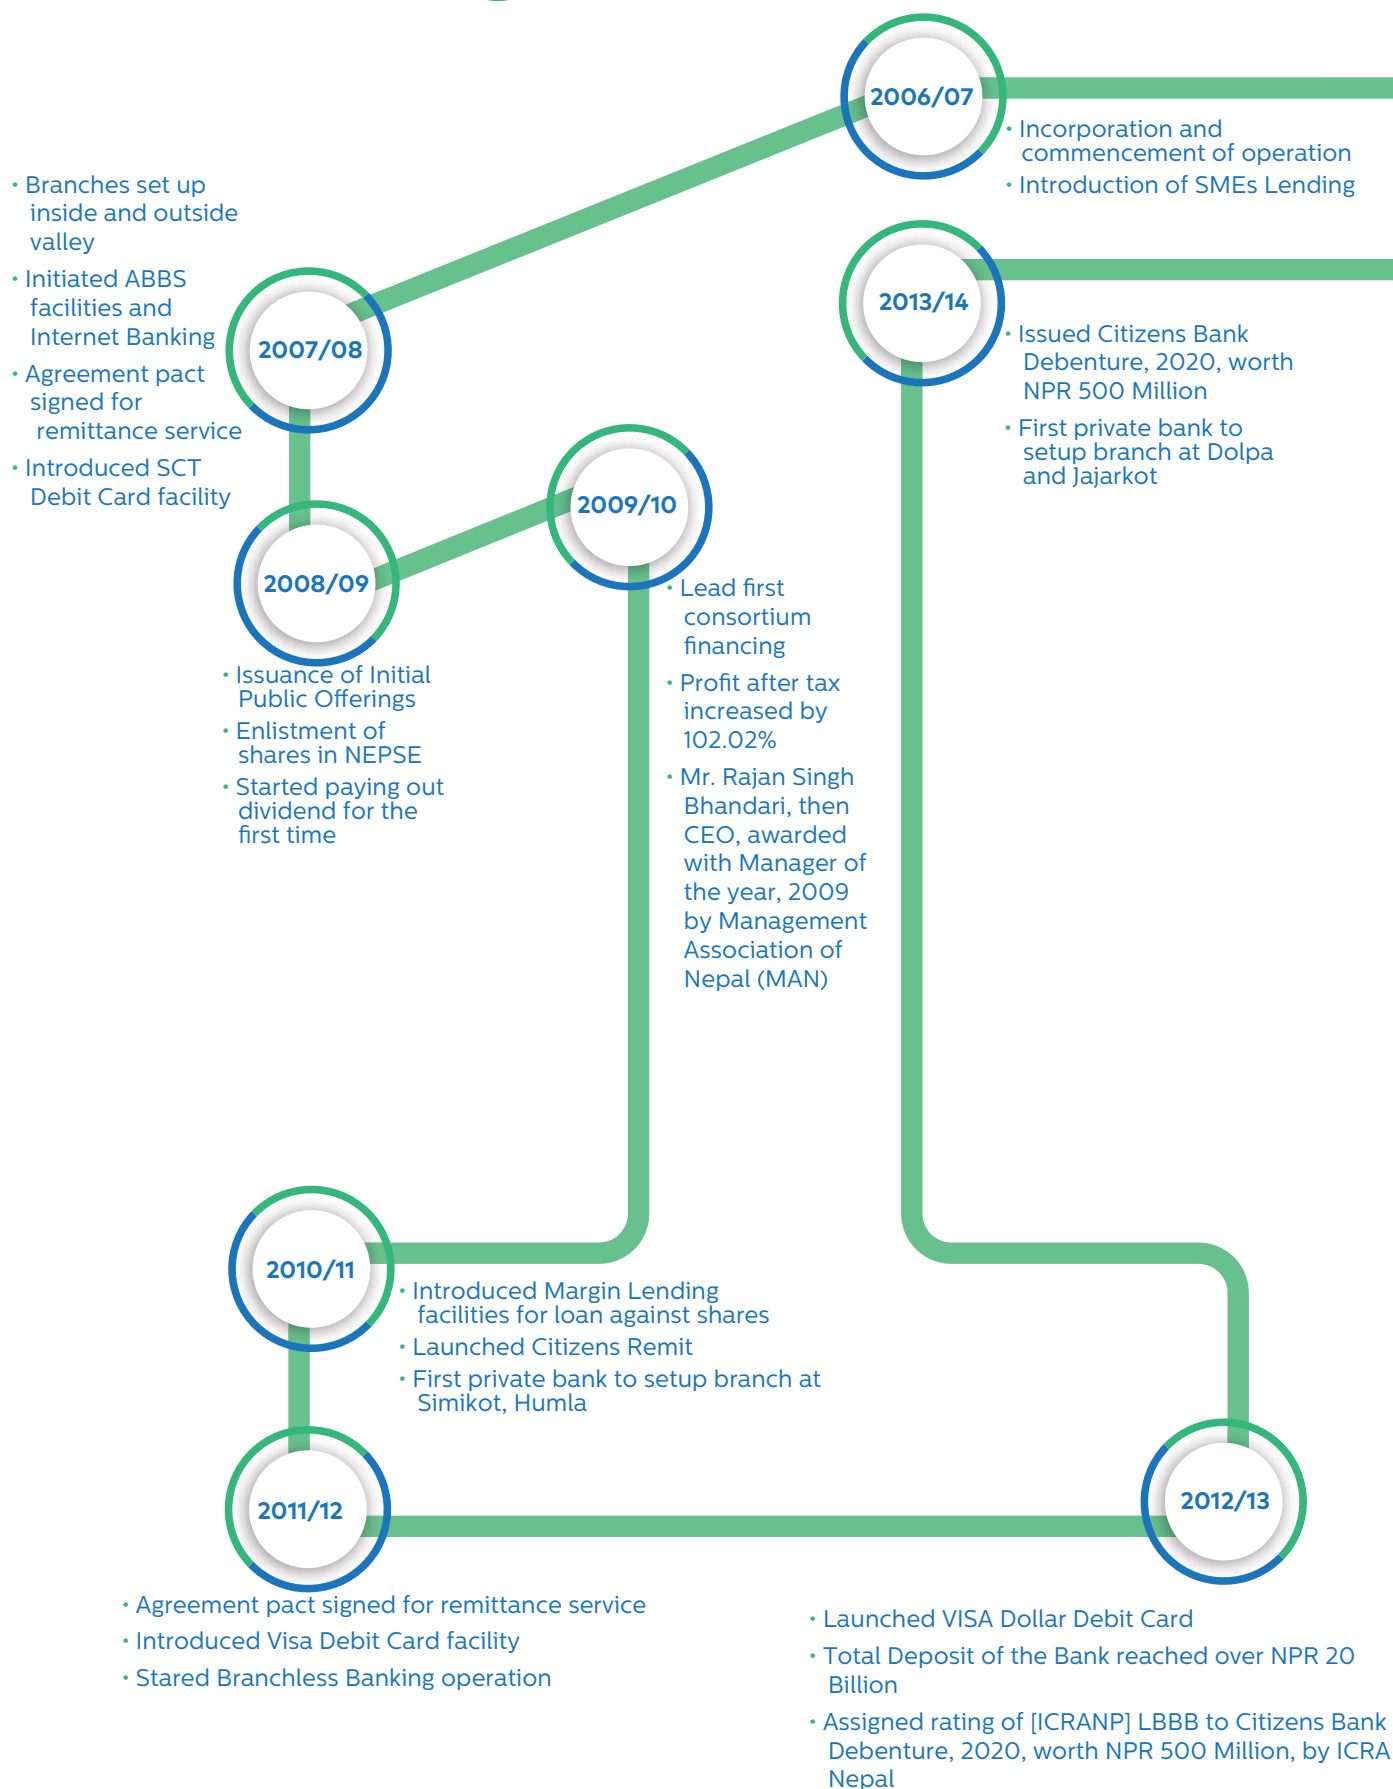 2006/07
• Incorporation and
commencement of operation
• Introduction of SMEs Lending
• Branches set up
inside and outside
valley
• Initiated ABBS
facilities and
Internet Banking
• Agreement pact
signed for
remittance service
• Introduced SCT
Debit Card facility
2007/08
2008/09
• Issuance of Initial
Public Offerings
• Enlistment of
shares in NEPSE
• Started paying out
dividend for the
first time
2009/10
• Lead first
consortium
financing
• Profit after tax
increased by
102.02%
• Mr. Rajan Singh
Bhandari, then
CEO, awarded
with Manager of
the year, 2009
by Management
Association of
Nepal (MAN)
2010/11
• Introduced Margin Lending
facilities for loan against shares
• Launched Citizens Remit
• First private bank to setup branch at
Simikot, Humla
2011/12
• Agreement pact signed for remittance service
• Introduced Visa Debit Card facility
• Stared Branchless Banking operation
2012/13
• Launched VISA Dollar Debit Card
• Total Deposit of the Bank reached over NPR 20
Billion
• Assigned rating of [ICRANP] LBBB to Citizens Bank
Debenture, 2020, worth NPR 500 Million, by ICRA
Nepal
2013/14
• Issued Citizens Bank
Debenture, 2020, worth
NPR 500 Million
• First private bank to
setup branch at Dolpa
and Jajarkot